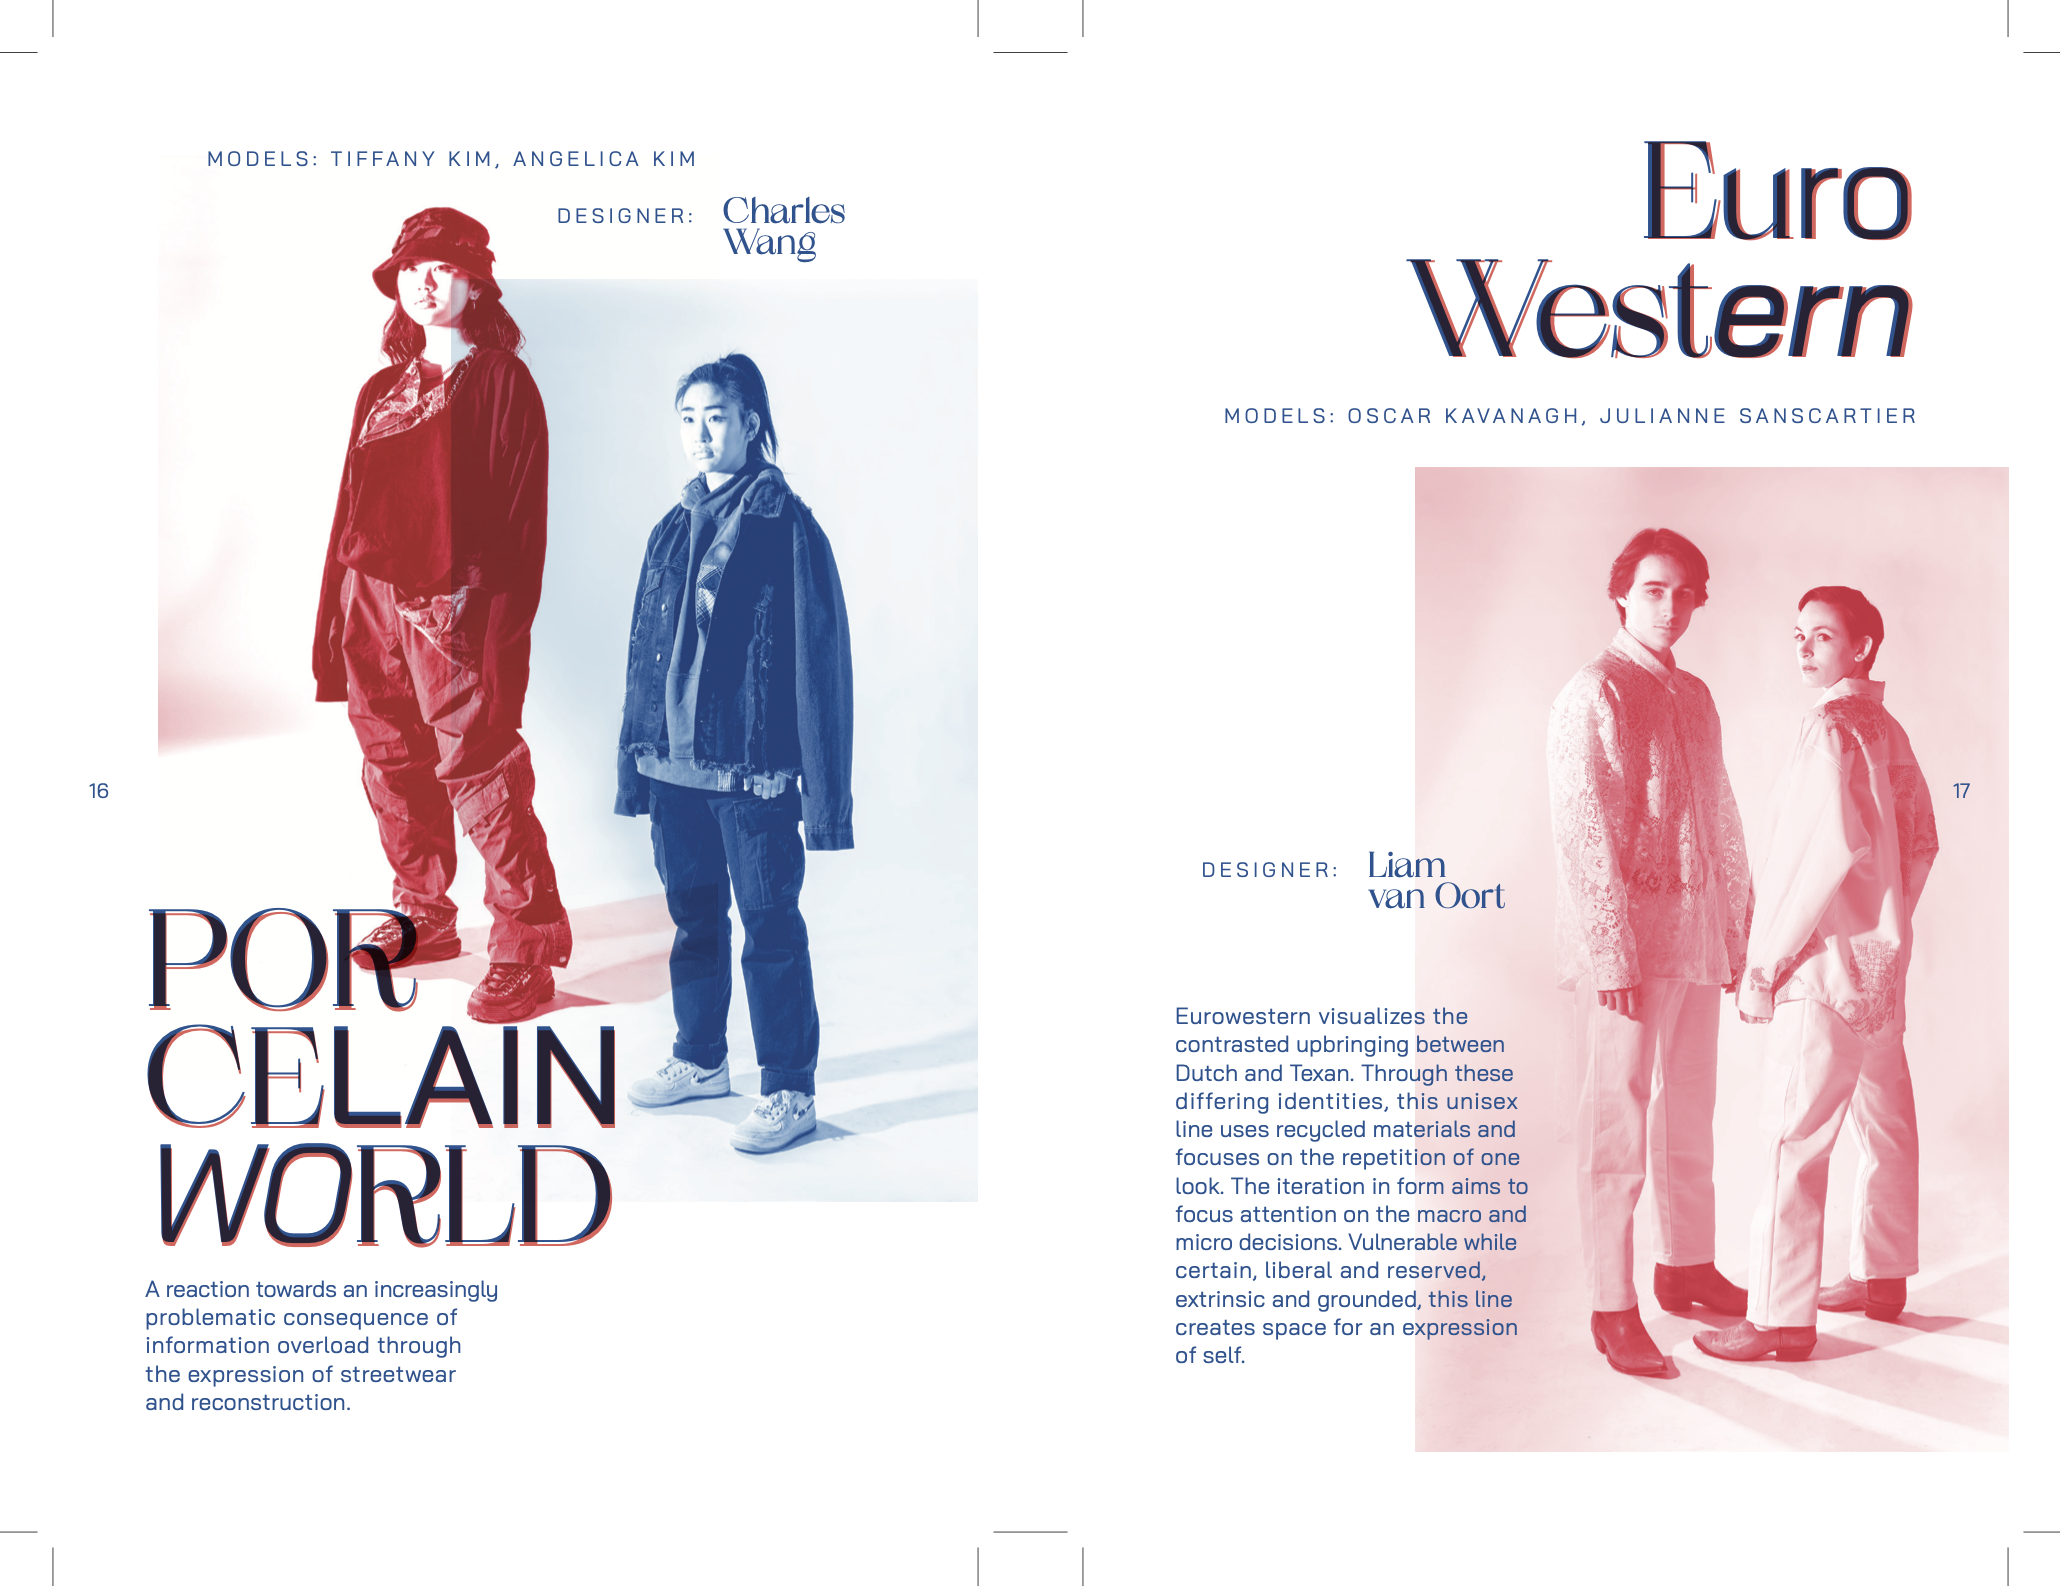 MODELS: TIFFANY KIM, ANGELICA KIM
DESIGNER: Charles
Wang
16
POR
CELAIN
WORLD
A reaction towards an increasingly
problematic consequence of
information overload through
the expression of streetwear
and reconstruction.
Euro
Western
MODELS: OSCAR KAVANAGH, JULIANNE SANSCARTIER
17
DESIGNER: Liam
van Oort
Eurowestern visualizes the
contrasted upbringing between
Dutch and Texan. Through these
differing identities, this unisex
line uses recycled materials and
focuses on the repetition of one
look. The iteration in form aims to
focus attention on the macro and
micro decisions. Vulnerable while
certain, liberal and reserved,
extrinsic and grounded, this line
creates space for an expression
of self.